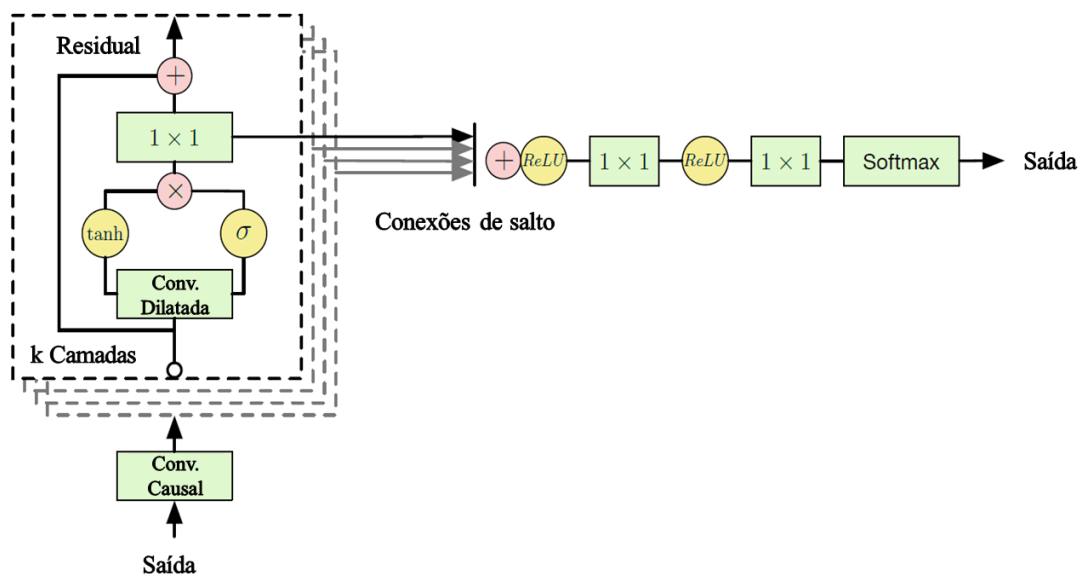 Residual
+
1 × 1
×
tanh
σ
Conv.
Dilatada
k Camadas
Conv.
Causal
Saída
Conexões de salto
+
ReLU
1 × 1
ReLU
1 × 1
Softmax
Saída